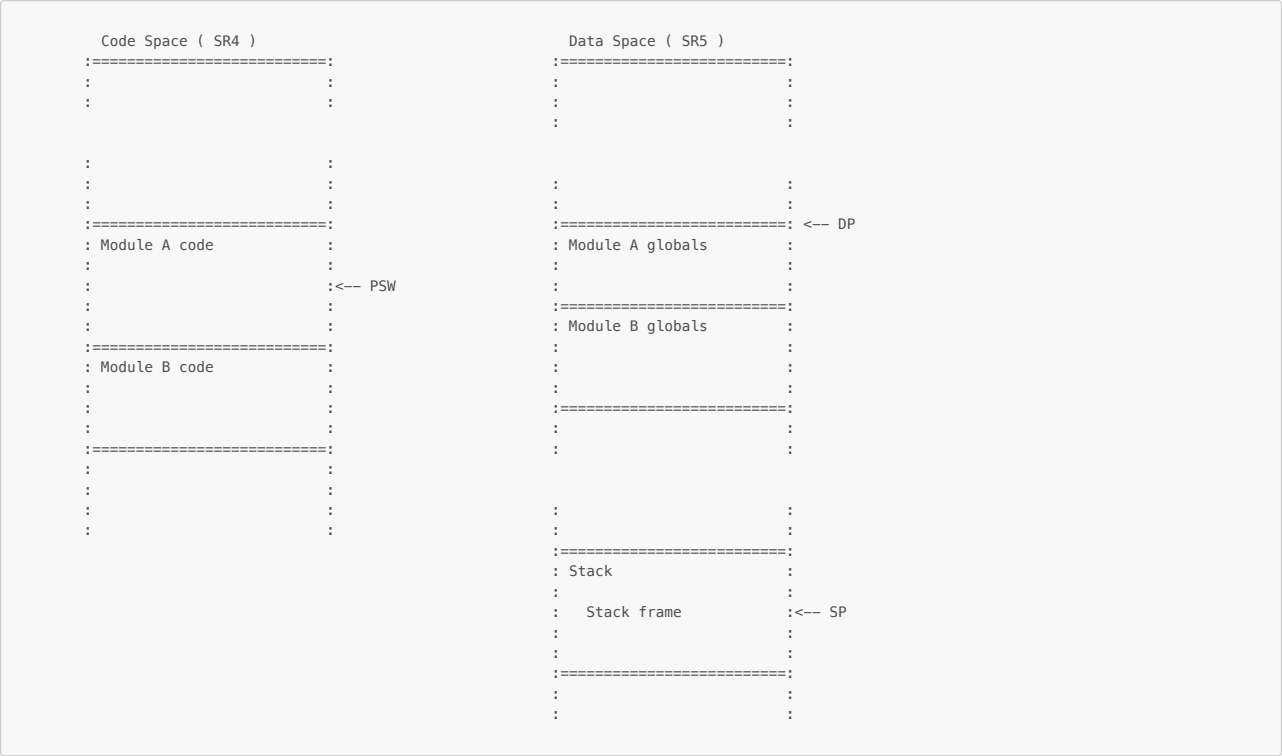 Code Space ( SR4 )                                    Data Space ( SR5 )
:===========================:                         :==========================:
:                           :                         :                          :
:                           :                         :                          :
                                                      :                          :
:                           :
:                           :                         :                          :
:                           :                         :                          :
:===========================:                         :==========================: <-- DP
: Module A code             :                         : Module A globals         :
:                           :                         :                          :
:                           :<-- PSW                  :                          :
:                           :                         :==========================:
:                           :                         : Module B globals         :
:===========================:                         :                          :
: Module B code             :                         :                          :
:                           :                         :                          :
:                           :                         :==========================:
:                           :                         :                          :
:===========================:                         :                          :
:                           :
:                           :
:                           :                         :                          :
:                           :                         :                          :
                                                      :==========================:
                                                      : Stack                    :
                                                      :                          :
                                                      :   Stack frame            :<-- SP
                                                      :                          :
                                                      :                          :
                                                      :==========================:
                                                      :                          :
                                                      :                          :